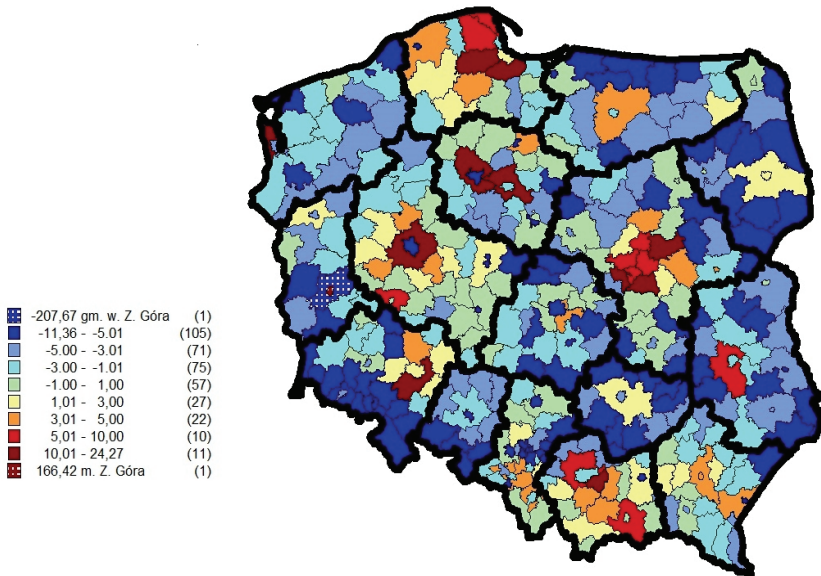 -207,67 gm. w. Z. Góra (1)
-11,36 - -5.01 (105)
-5.00 - -3.01 (71)
-3.00 - -1.01 (75)
-1.00 - 1,00 (57)
1,01 - 3,00 (27)
3,01 - 5,00 (22)
5,01 - 10,00 (10)
10,01 - 24,27 (11)
166,42 m. Z. Góra (1)